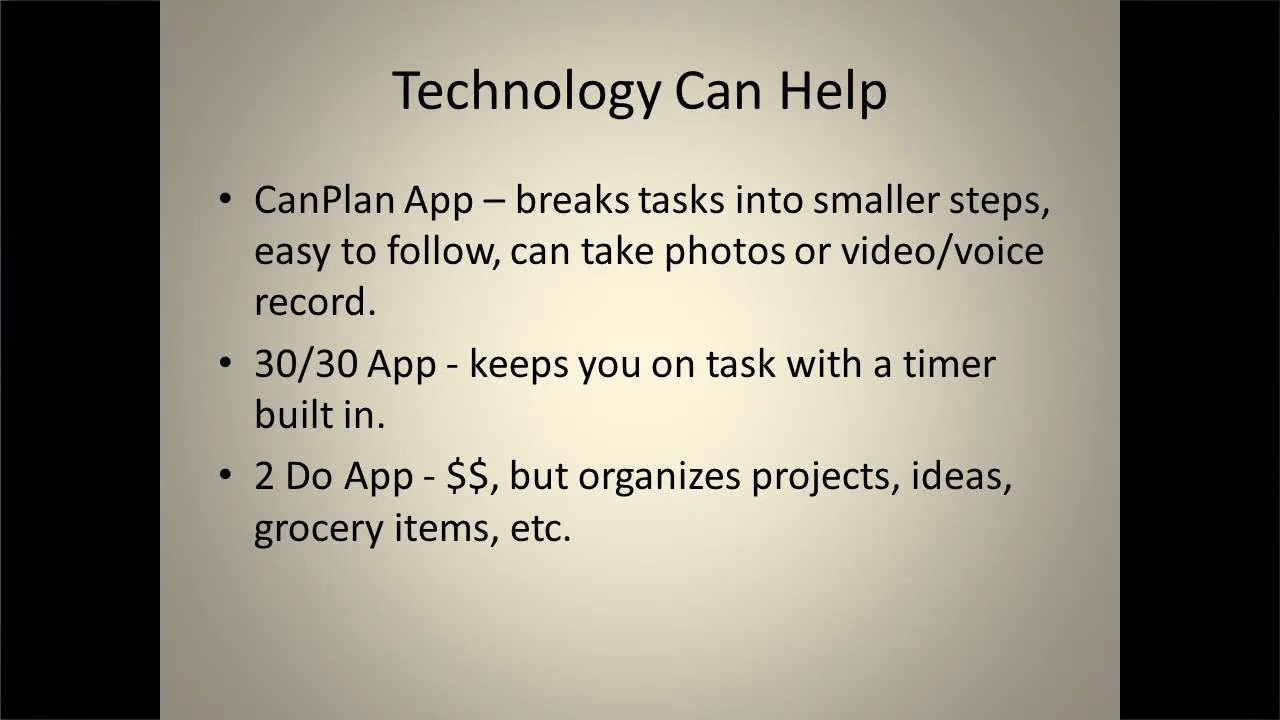 Technology Can Help
• CanPlan App – breaks tasks into smaller steps,
easy to follow, can take photos or video/voice
record.
• 30/30 App - keeps you on task with a timer
built in.
• 2 Do App - $$, but organizes projects, ideas,
grocery items, etc.